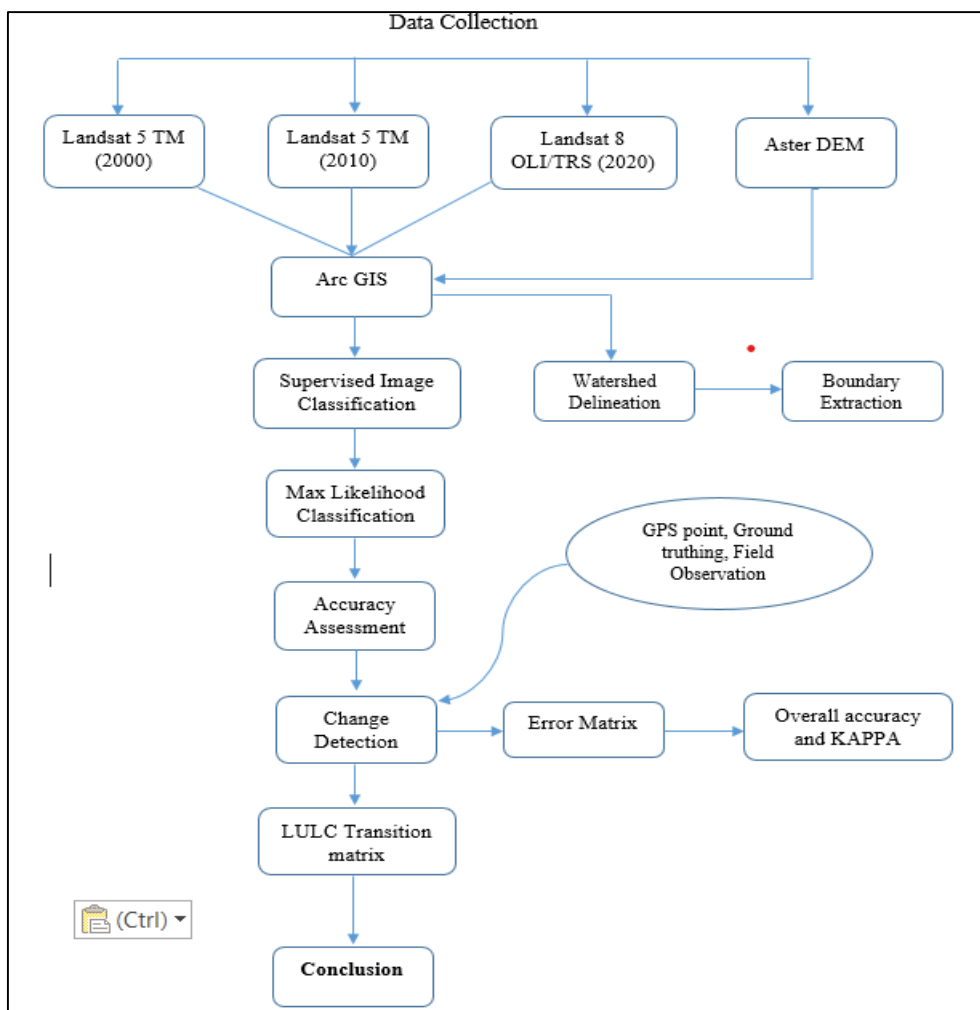 Data Collection
Landsat 5 TM
(2000)
Landsat 5 TM
(2010)
Landsat 8
OLI/TRS (2020)
Aster DEM
Arc GIS
Supervised Image
Classification
Watershed
Delineation
Boundary
Extraction
Max Likelihood
Classification
GPS point, Ground
truthing, Field
Observation
Accuracy
Assessment
Change
Detection
Error Matrix
Overall accuracy
and KAPPA
LULC Transition
matrix
(Ctrl)
Conclusion